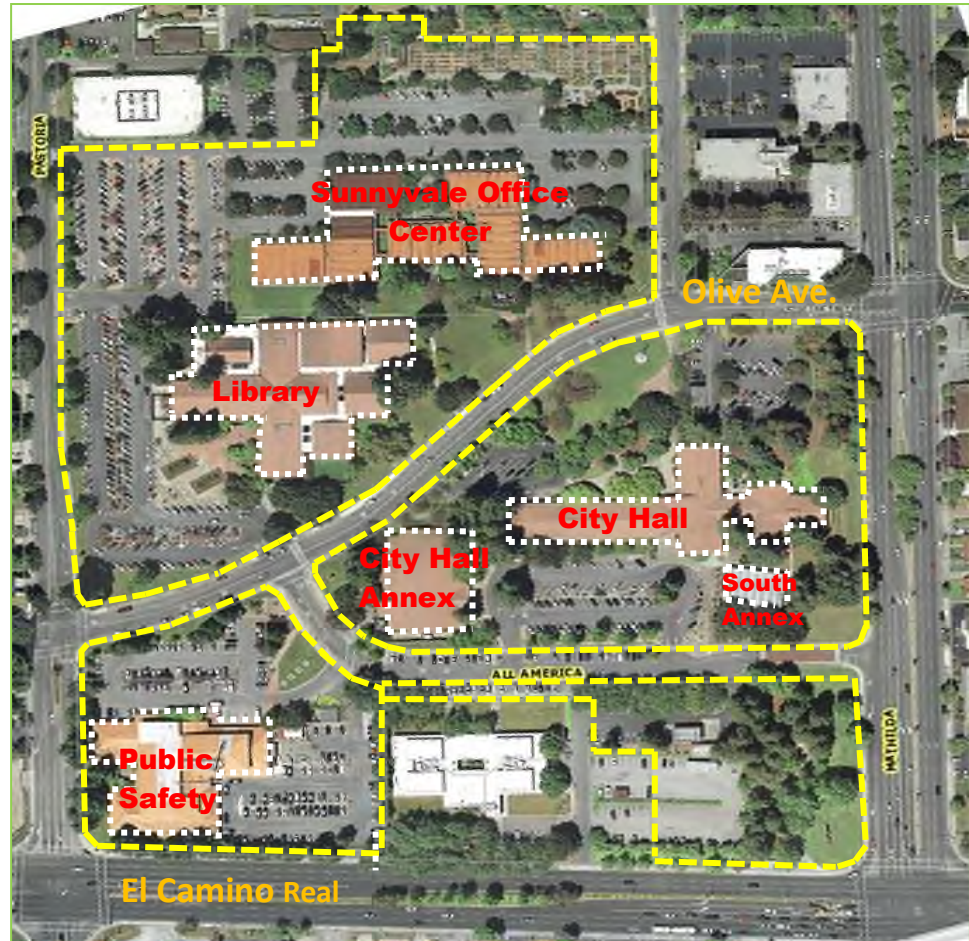 PASTORIA
Sunnyvale Office
Center
Olive Ave.
Library
City Hall
City Hall
Annex
South
Annex
ALL AMERICA
MATHILDA
Public
Safety
El Camino Real